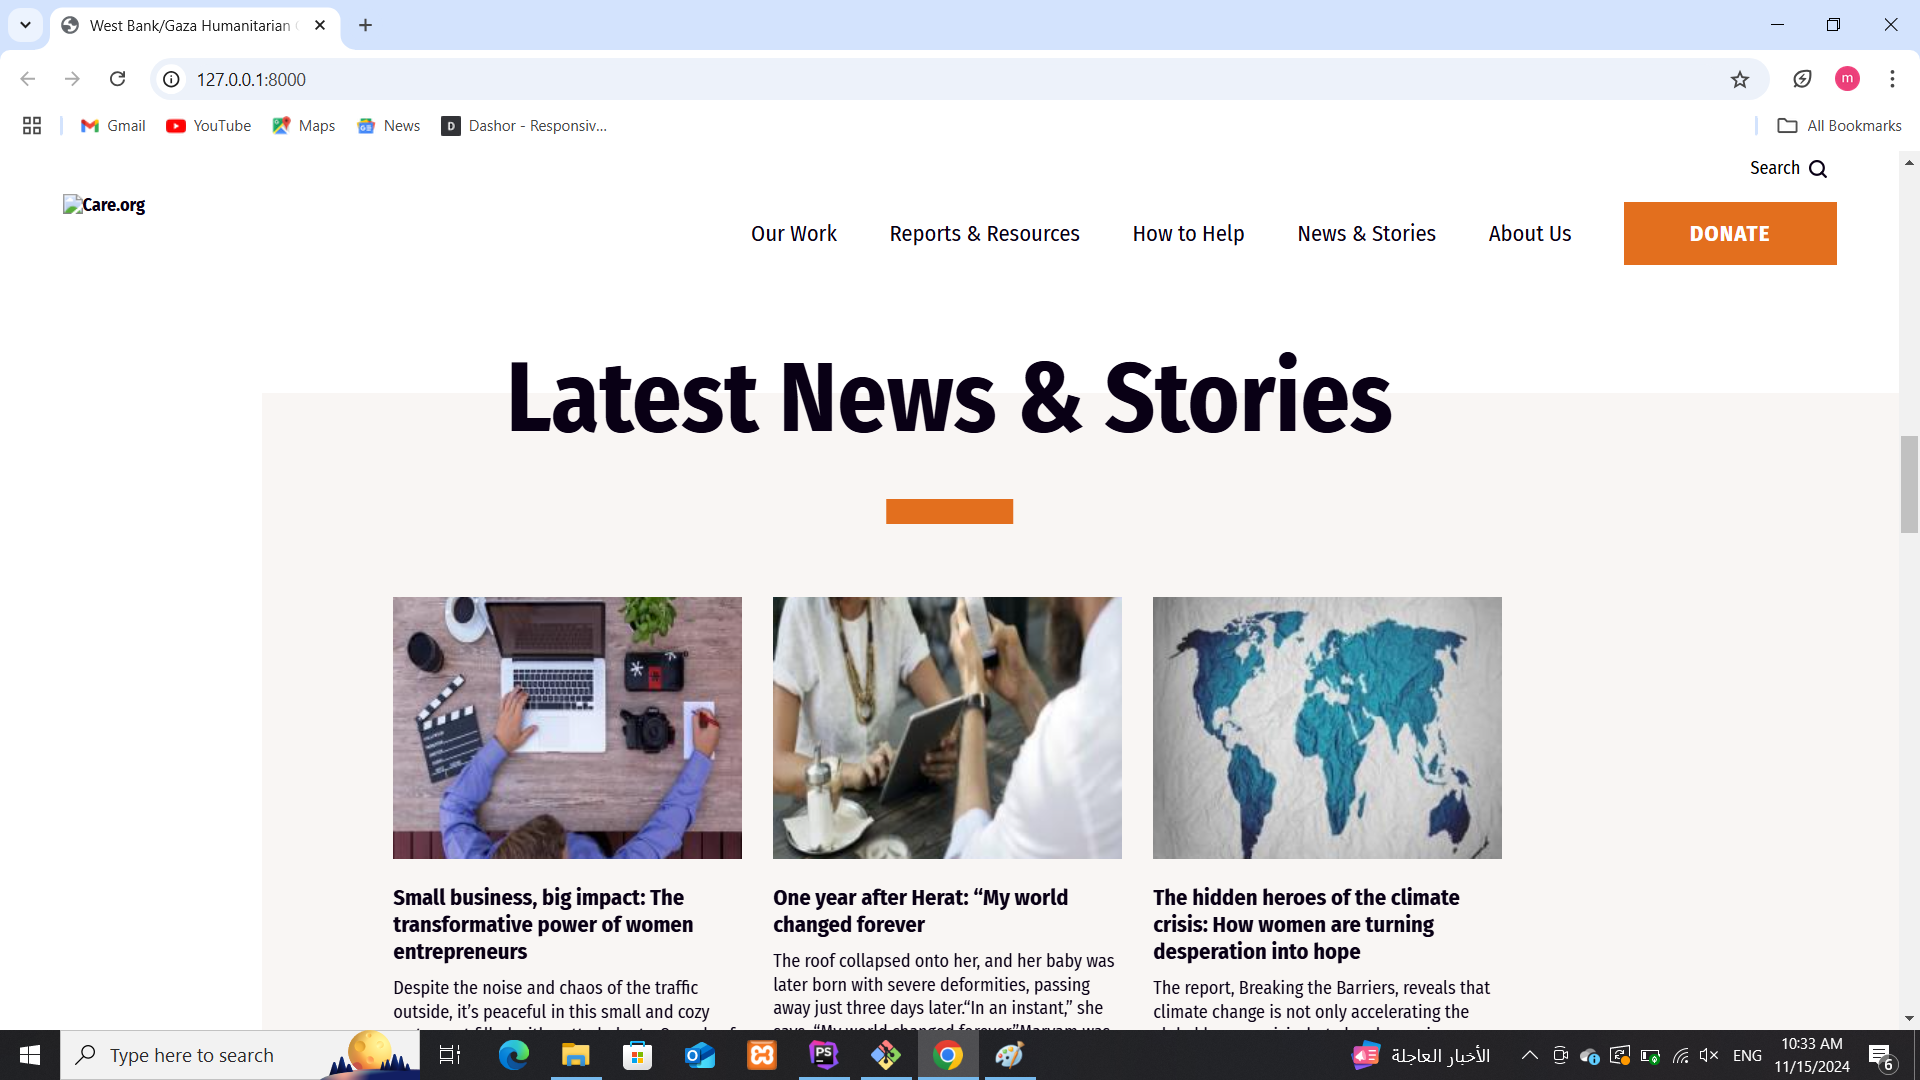 West Bank/Gaza Humanitarian
127.0.0.1:8000
Gmail
YouTube
Maps
News
Dashor - Responsiv...
All Bookmarks
Search
Care.org
Our Work
Reports & Resources
How to Help
News & Stories
About Us
DONATE
Latest News & Stories
Small business, big impact: The
transformative power of women
entrepreneurs
Despite the noise and chaos of the traffic
outside, it’s peaceful in this small and cozy
One year after Herat: “My world
changed forever
The roof collapsed onto her, and her baby was
later born with severe deformities, passing
away just three days later.“In an instant,” she
says, “My world changed forever.”Maryam was
The hidden heroes of the climate
crisis: How women are turning
desperation into hope
The report, Breaking the Barriers, reveals that
climate change is not only accelerating the
Type here to search
الأخبار العاجلة
ENG
10:33 AM
11/15/2024
6